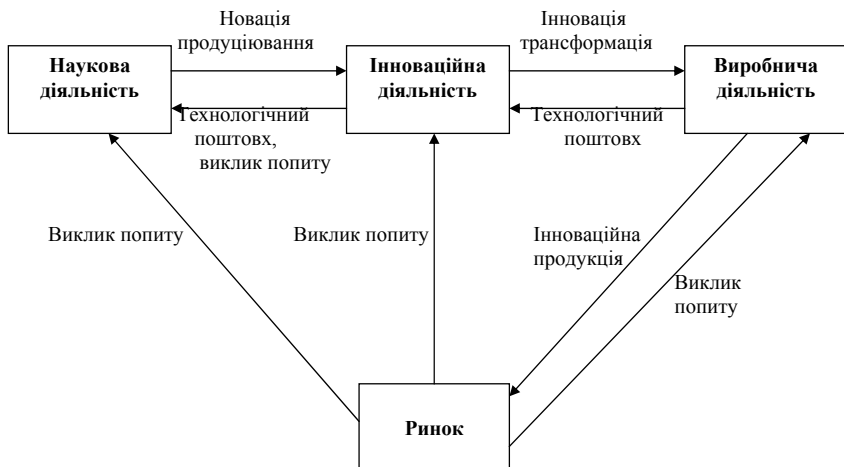 Новація
продуціювання
Інновація
трансформація
Наукова
діяльність
Інноваційна
діяльність
Виробнича
діяльність
Технологічний
поштовх,
виклик попиту
Технологічний
поштовх
Виклик попиту
Виклик попиту
Інноваційна
продукція
Виклик
попиту
Ринок